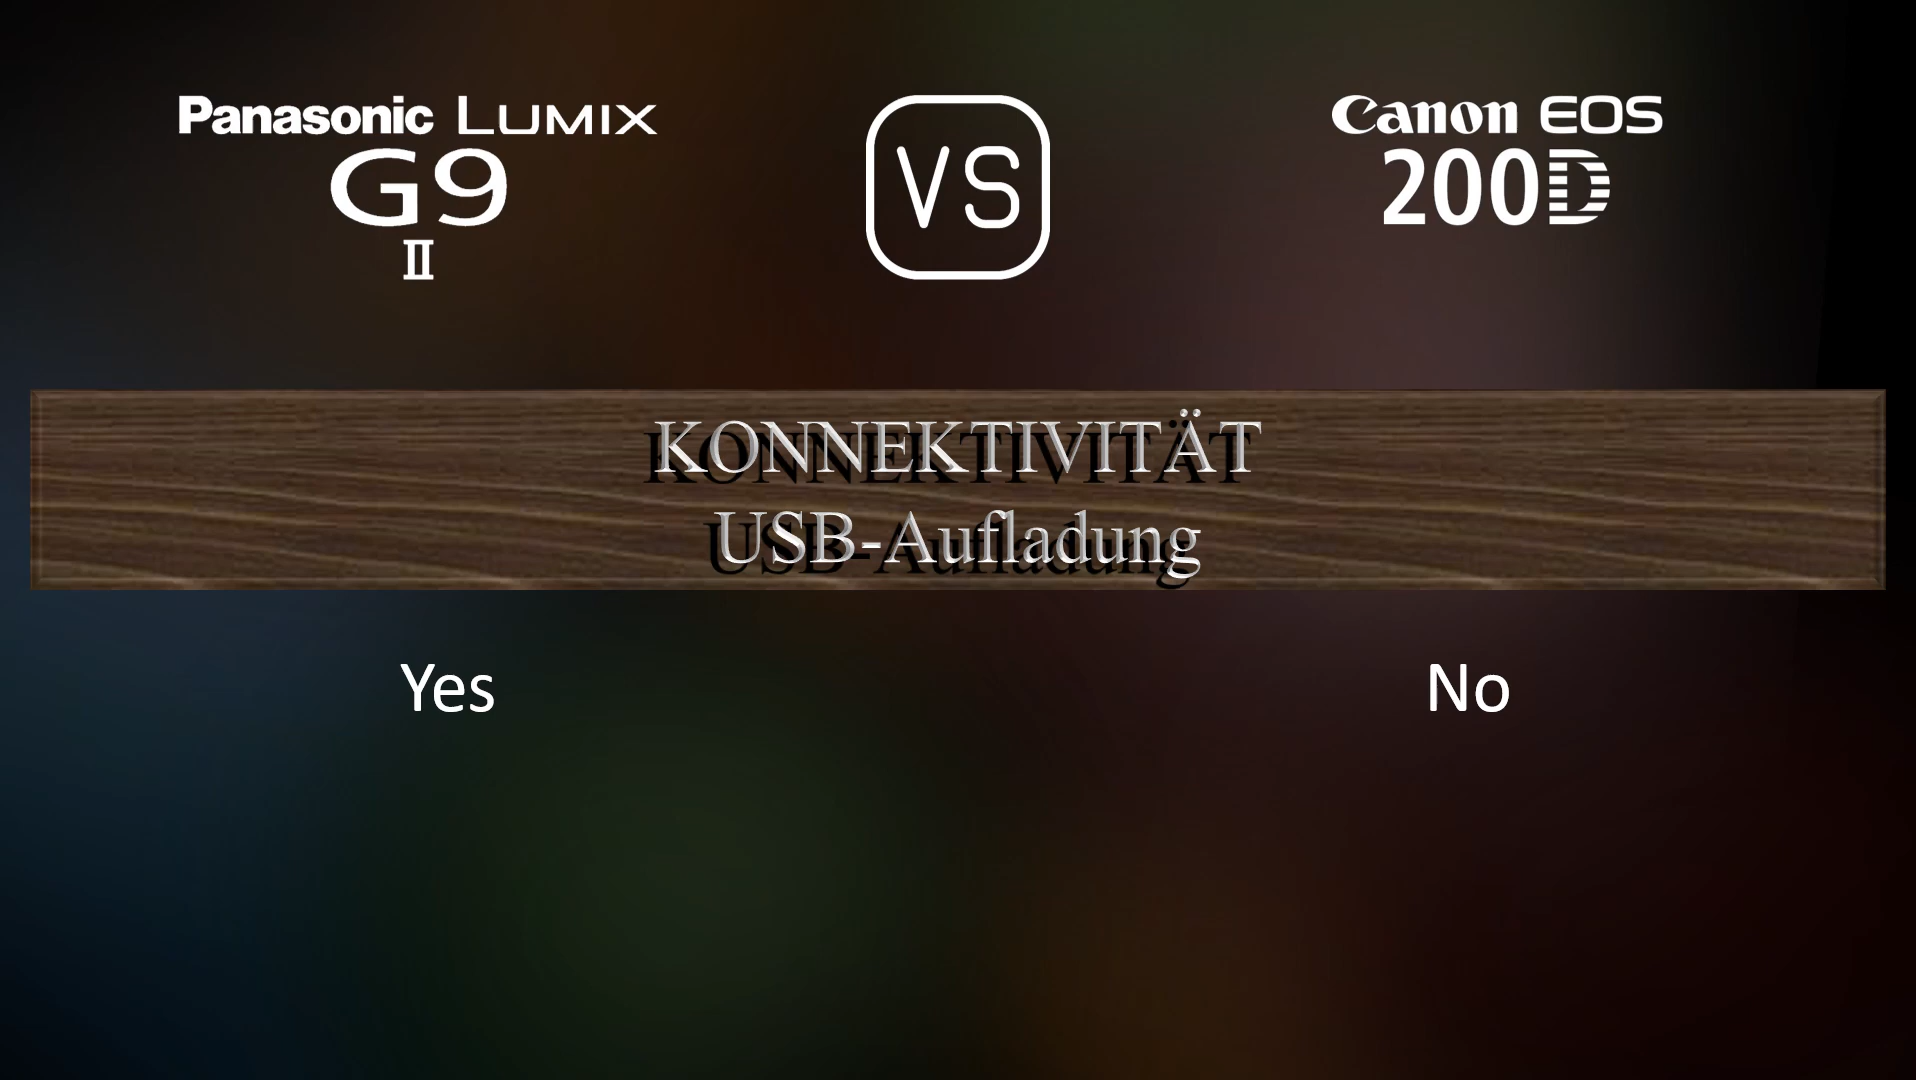 Panasonic LUMIX
G9
II
VS
Canon EOS
200D
KONNEKTIVITÄT
USB-Aufladung
Yes
No